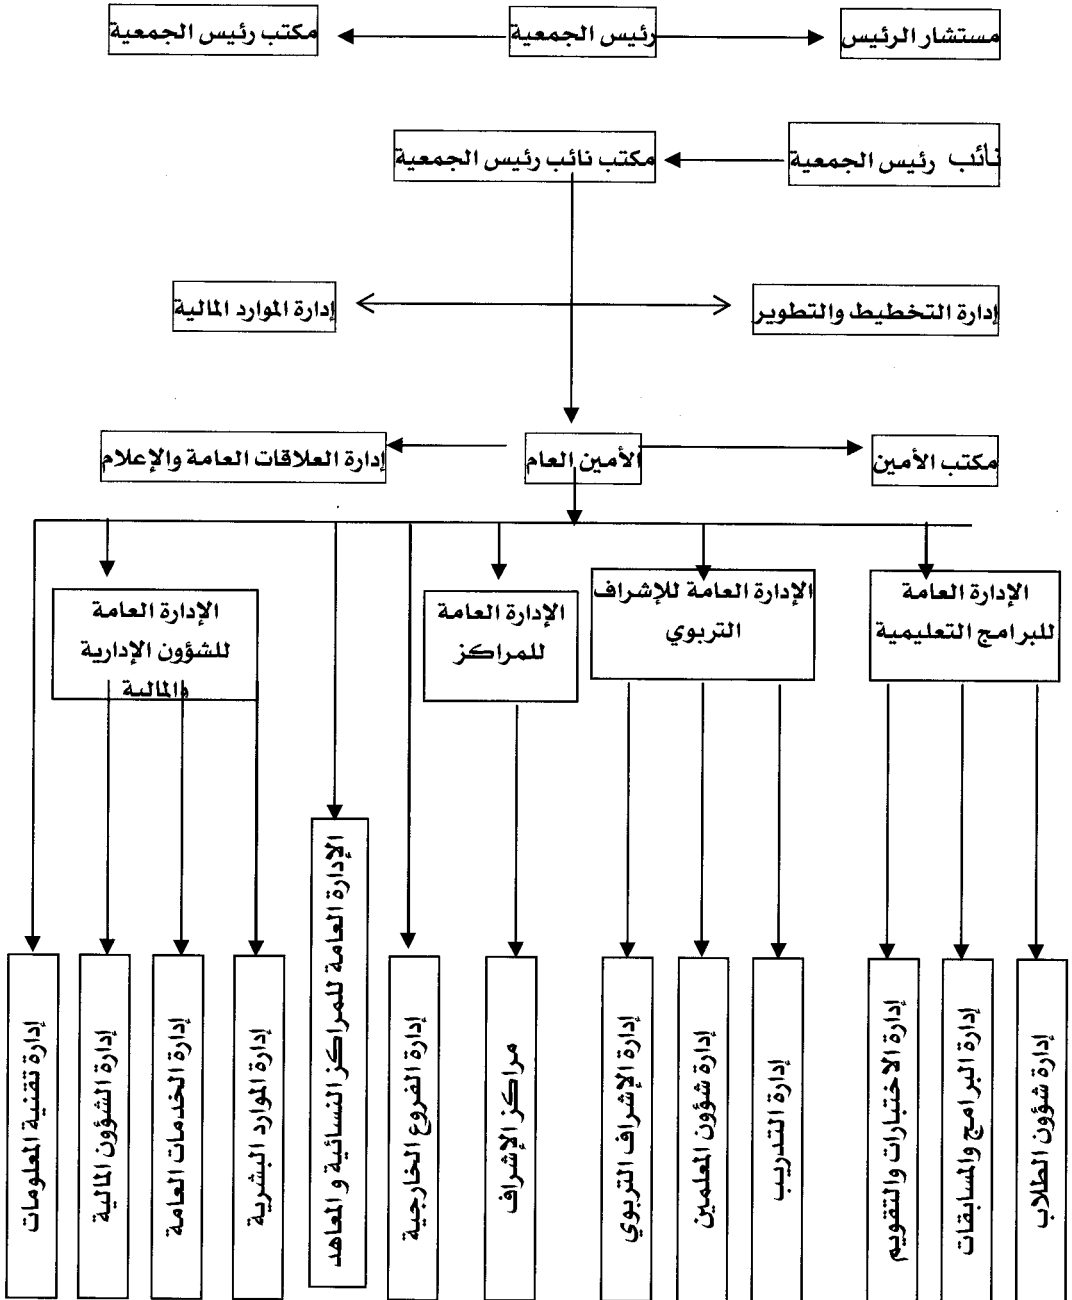 مستشار الرئيس
رئيس الجمعية
مكتب رئيس الجمعية
نائب رئيس الجمعية
مكتب نائب رئيس الجمعية
إدارة التخطيط والتطوير
إدارة الموارد المالية
مكتب الأمين
الأمين العام
إدارة العلاقات العامة والإعلام
الإدارة العامة
للبرامج التعليمية
الإدارة العامة للإشراف
التربوي
الإدارة العامة
للمراكز
الإدارة العامة
للشؤون الإدارية
والمالية
إدارة شؤون الطلاب
إدارة البرامج والمسابقات
إدارة الاختبارات والتقويم
إدارة التدريب
إدارة شؤون المعلمين
إدارة الإشراف التربوي
مراكز الإشراف
إدارة الفروع الخارجية
الإدارة العامة للمراكز النسائية و المعاهد
إدارة الموارد البشرية
إدارة الخدمات العامة
إدارة الشؤون المالية
إدارة تقنية المعلومات